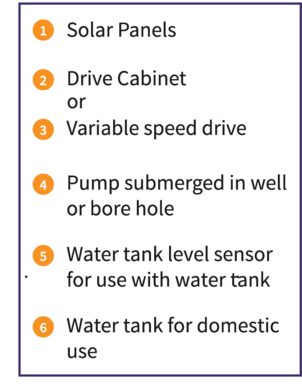 1 Solar Panels
2 Drive Cabinet
or
3 Variable speed drive
4 Pump submerged in well
or bore hole
5 Water tank level sensor
for use with water tank
6 Water tank for domestic
use